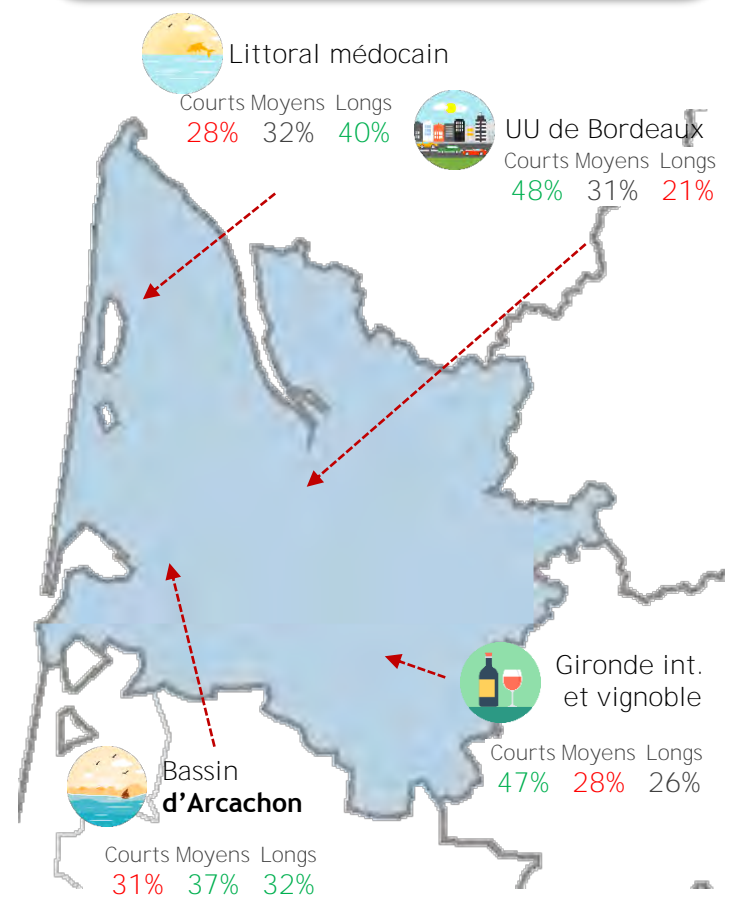 Littoral médocain
Courts Moyens Longs
28% 32% 40%
UU de Bordeaux
Courts Moyens Longs
48% 31% 21%
Gironde int.
et vignoble
Courts Moyens Longs
47% 28% 26%
Bassin
d'Arcachon
Courts Moyens Longs
31% 37% 32%